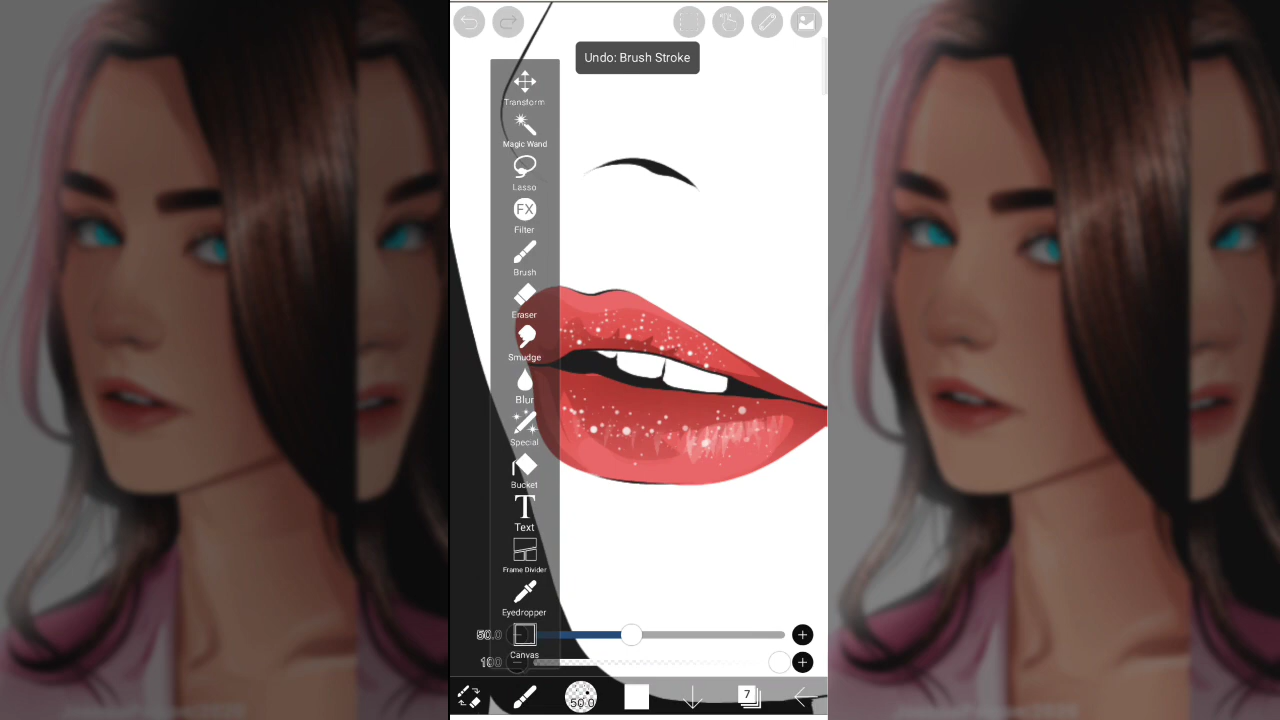 Undo: Brush Stroke
Transform
Magic Wand
Lasso
FX
Filter
Brush
Eraser
Smudge
Blur
Special
Bucket
T
Text
Frame Divider
Eyedropper
50.0
Canvas
100
50.0
7